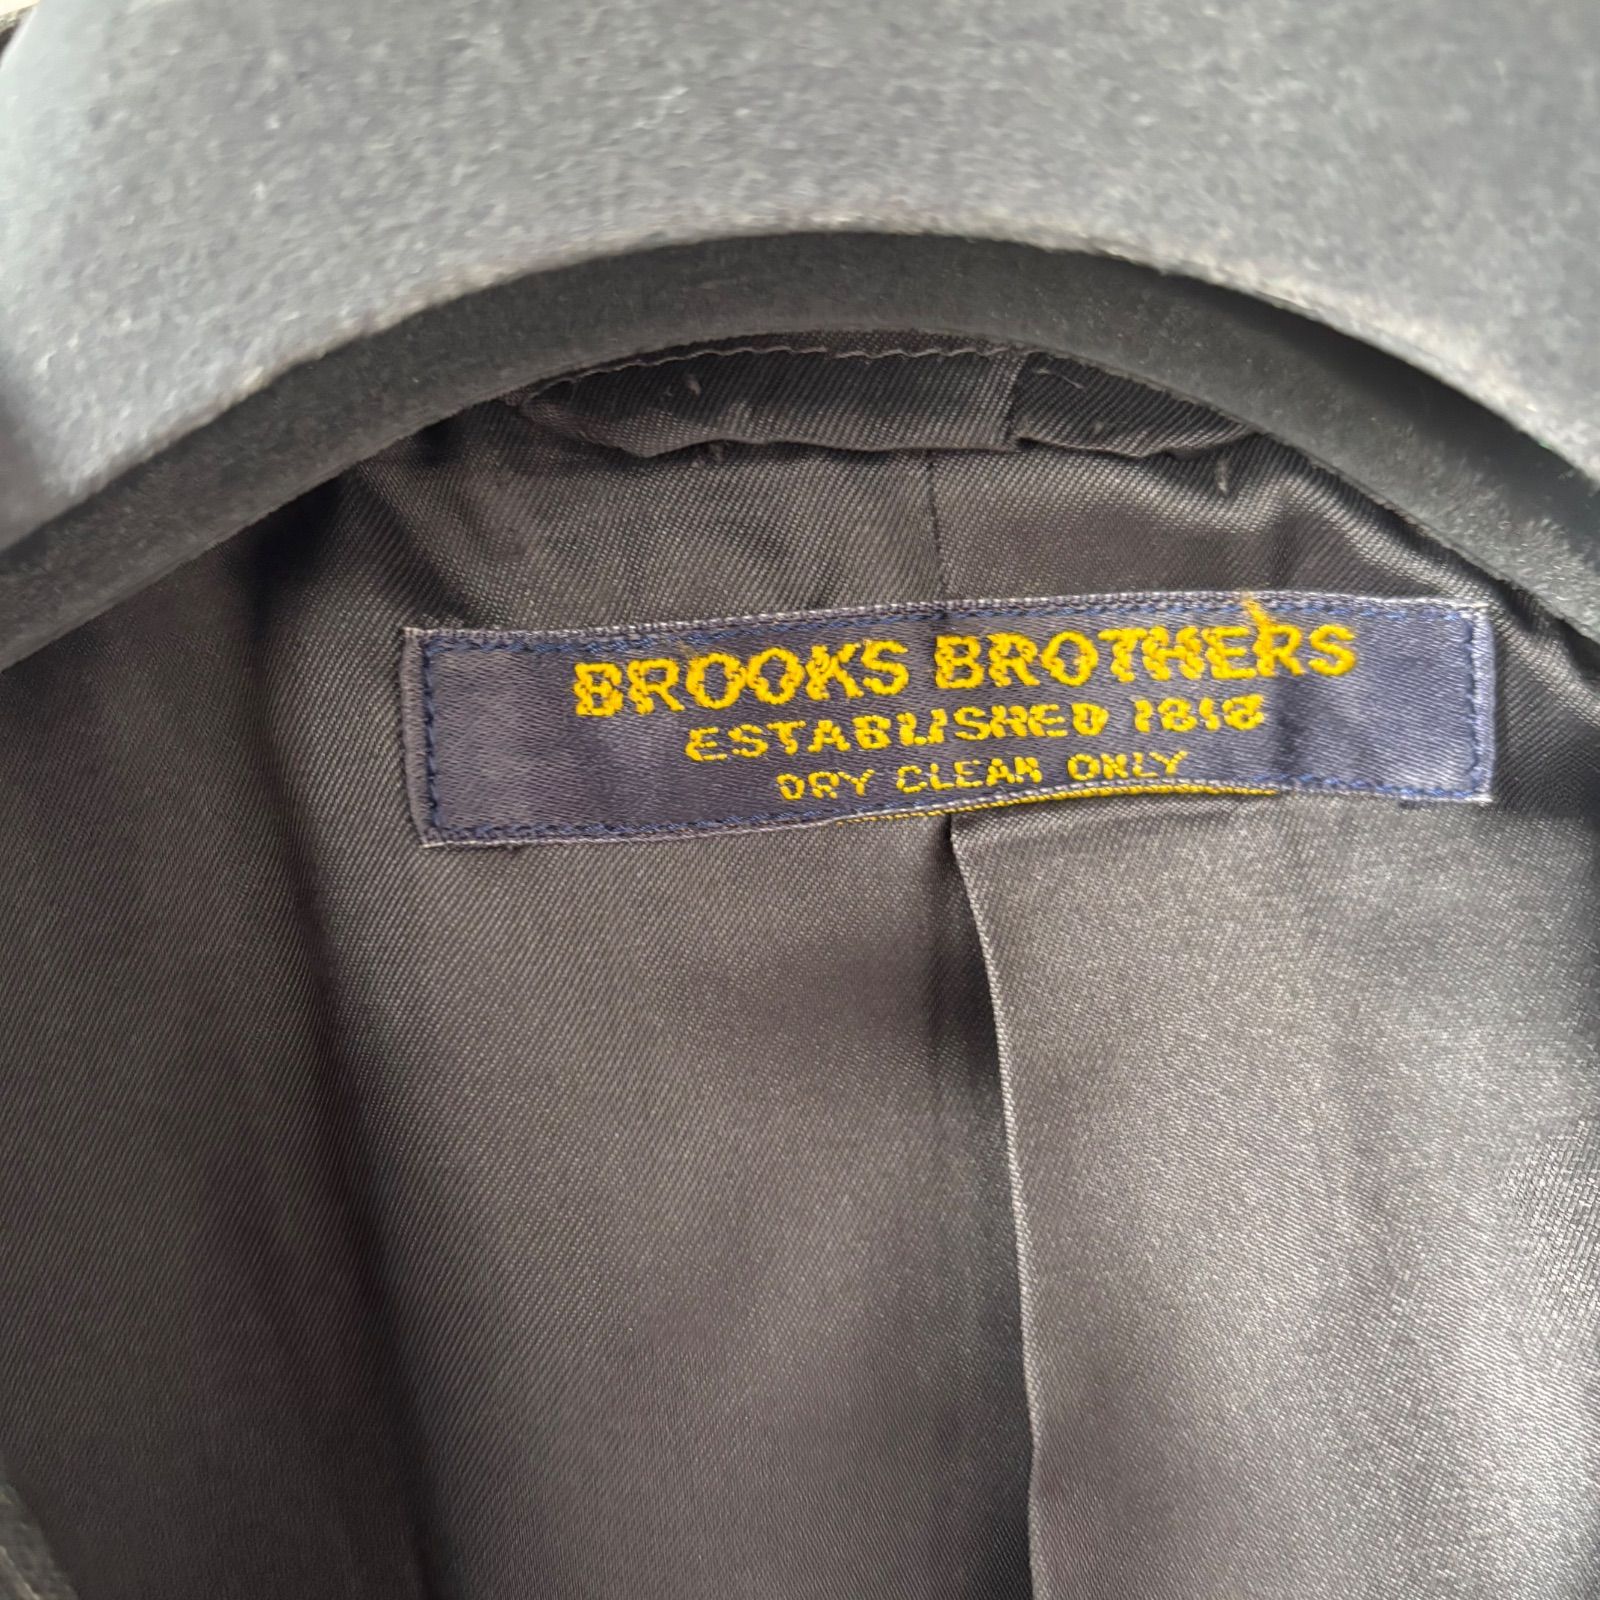 BROOKS BROTHERS
ESTABLISHED 1818
DRY CLEAN ONLY